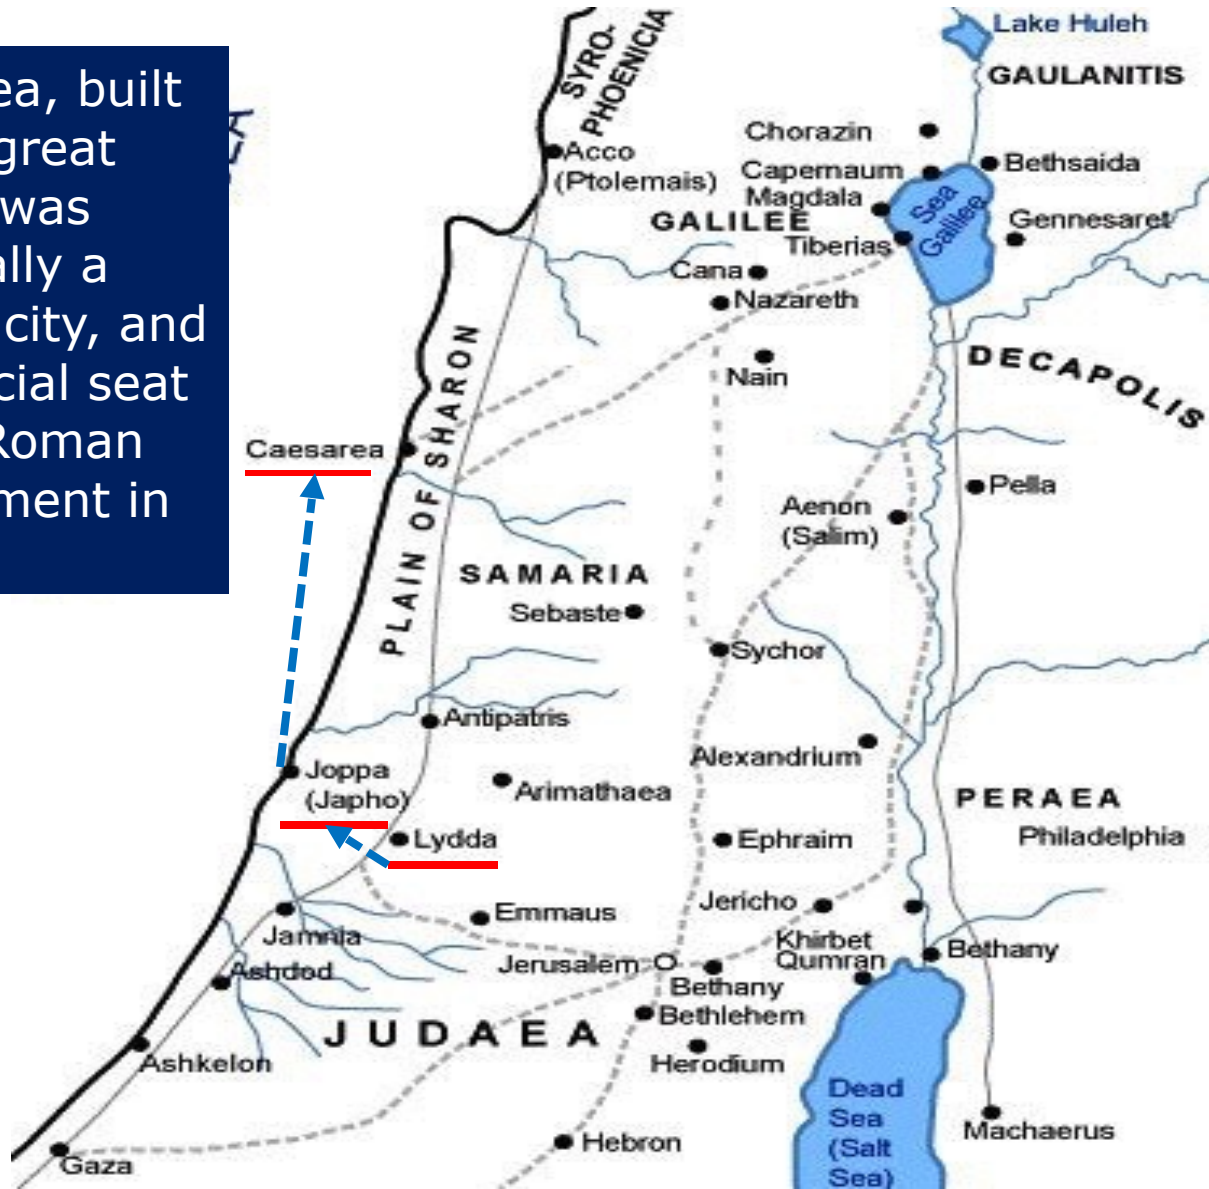 ea, built
great
was
ally a
city, and
cial seat
Roman
ment in
SYRO-
PHOENICIA
Lake Huleh
GAULANITIS
Chorazin
Acco
(Ptolemais)
Capernaum
Bethsaida
Magdala
GALILEE
Sea
Galilee
Gennesaret
Tiberias
Cana
Nazareth
DECAPOLIS
Nain
PLAIN OF SHARON
Caesarea
Pella
Aenon
(Salim)
SAMARIA
Sebaste
Sychor
Antipatris
Alexandrium
Joppa
(Japho)
Arimathaea
PERAEA
Philadelphia
Lydda
Ephraim
Jericho
Emmaus
Jamnia
Khirbet
Qumran
Bethany
Jerusalem
Ashdod
Bethany
Bethlehem
JUDAEA
Herodium
Ashkelon
Dead
Sea
(Salt
Sea)
Machaerus
Hebron
Gaza